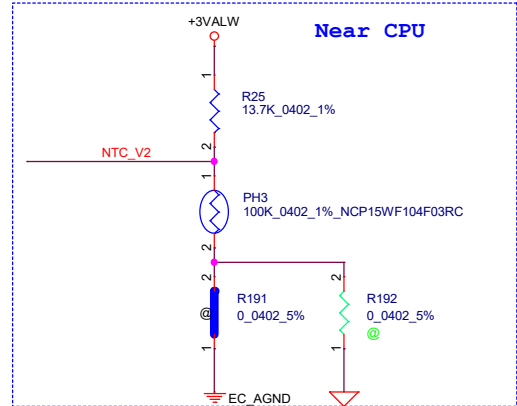 +3VALW
Near CPU
1
R25
13.7K_0402_1%
2
NTC_V2
1
PH3
100K_0402_1%_NCP15WF104F03RC
2
2
2
R191
0_0402_5%
@
R192
0_0402_5%
@
1
1
EC_AGND